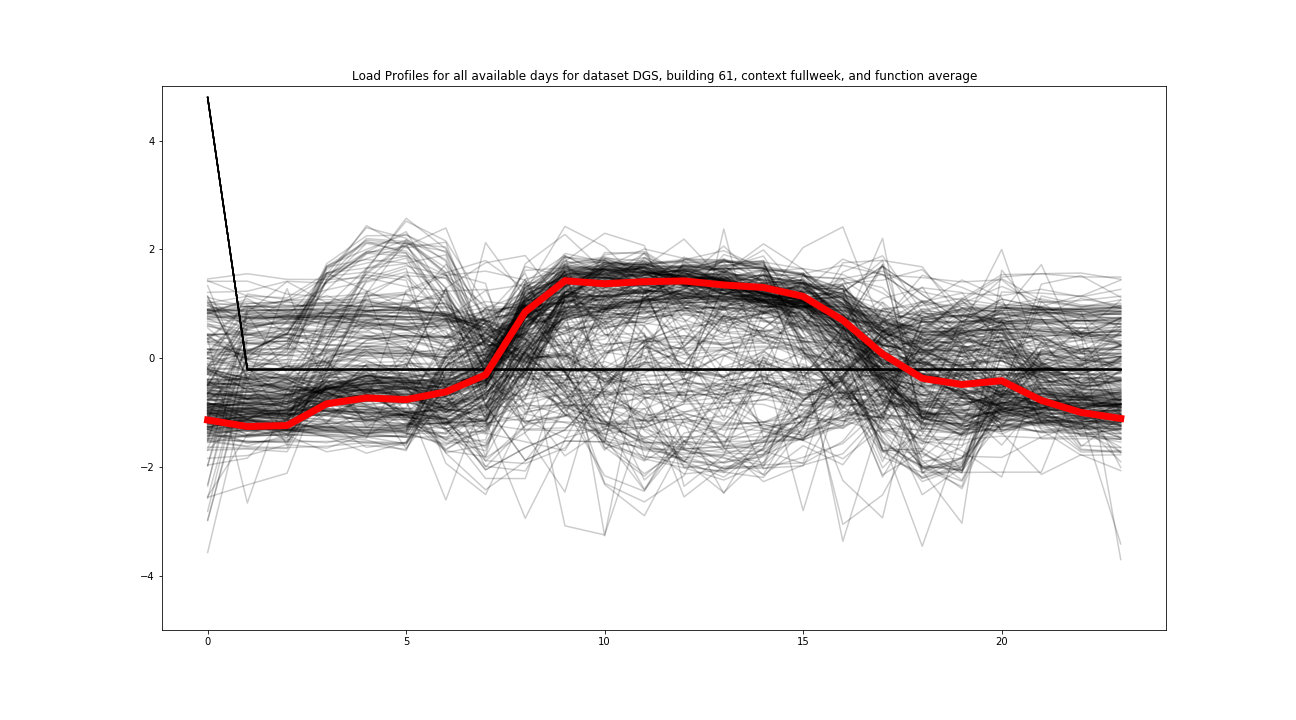 Load Profiles for all available days for dataset DGS, building 61, context fullweek, and function average
4
2
0
−2
−4
0 5 10 15 20